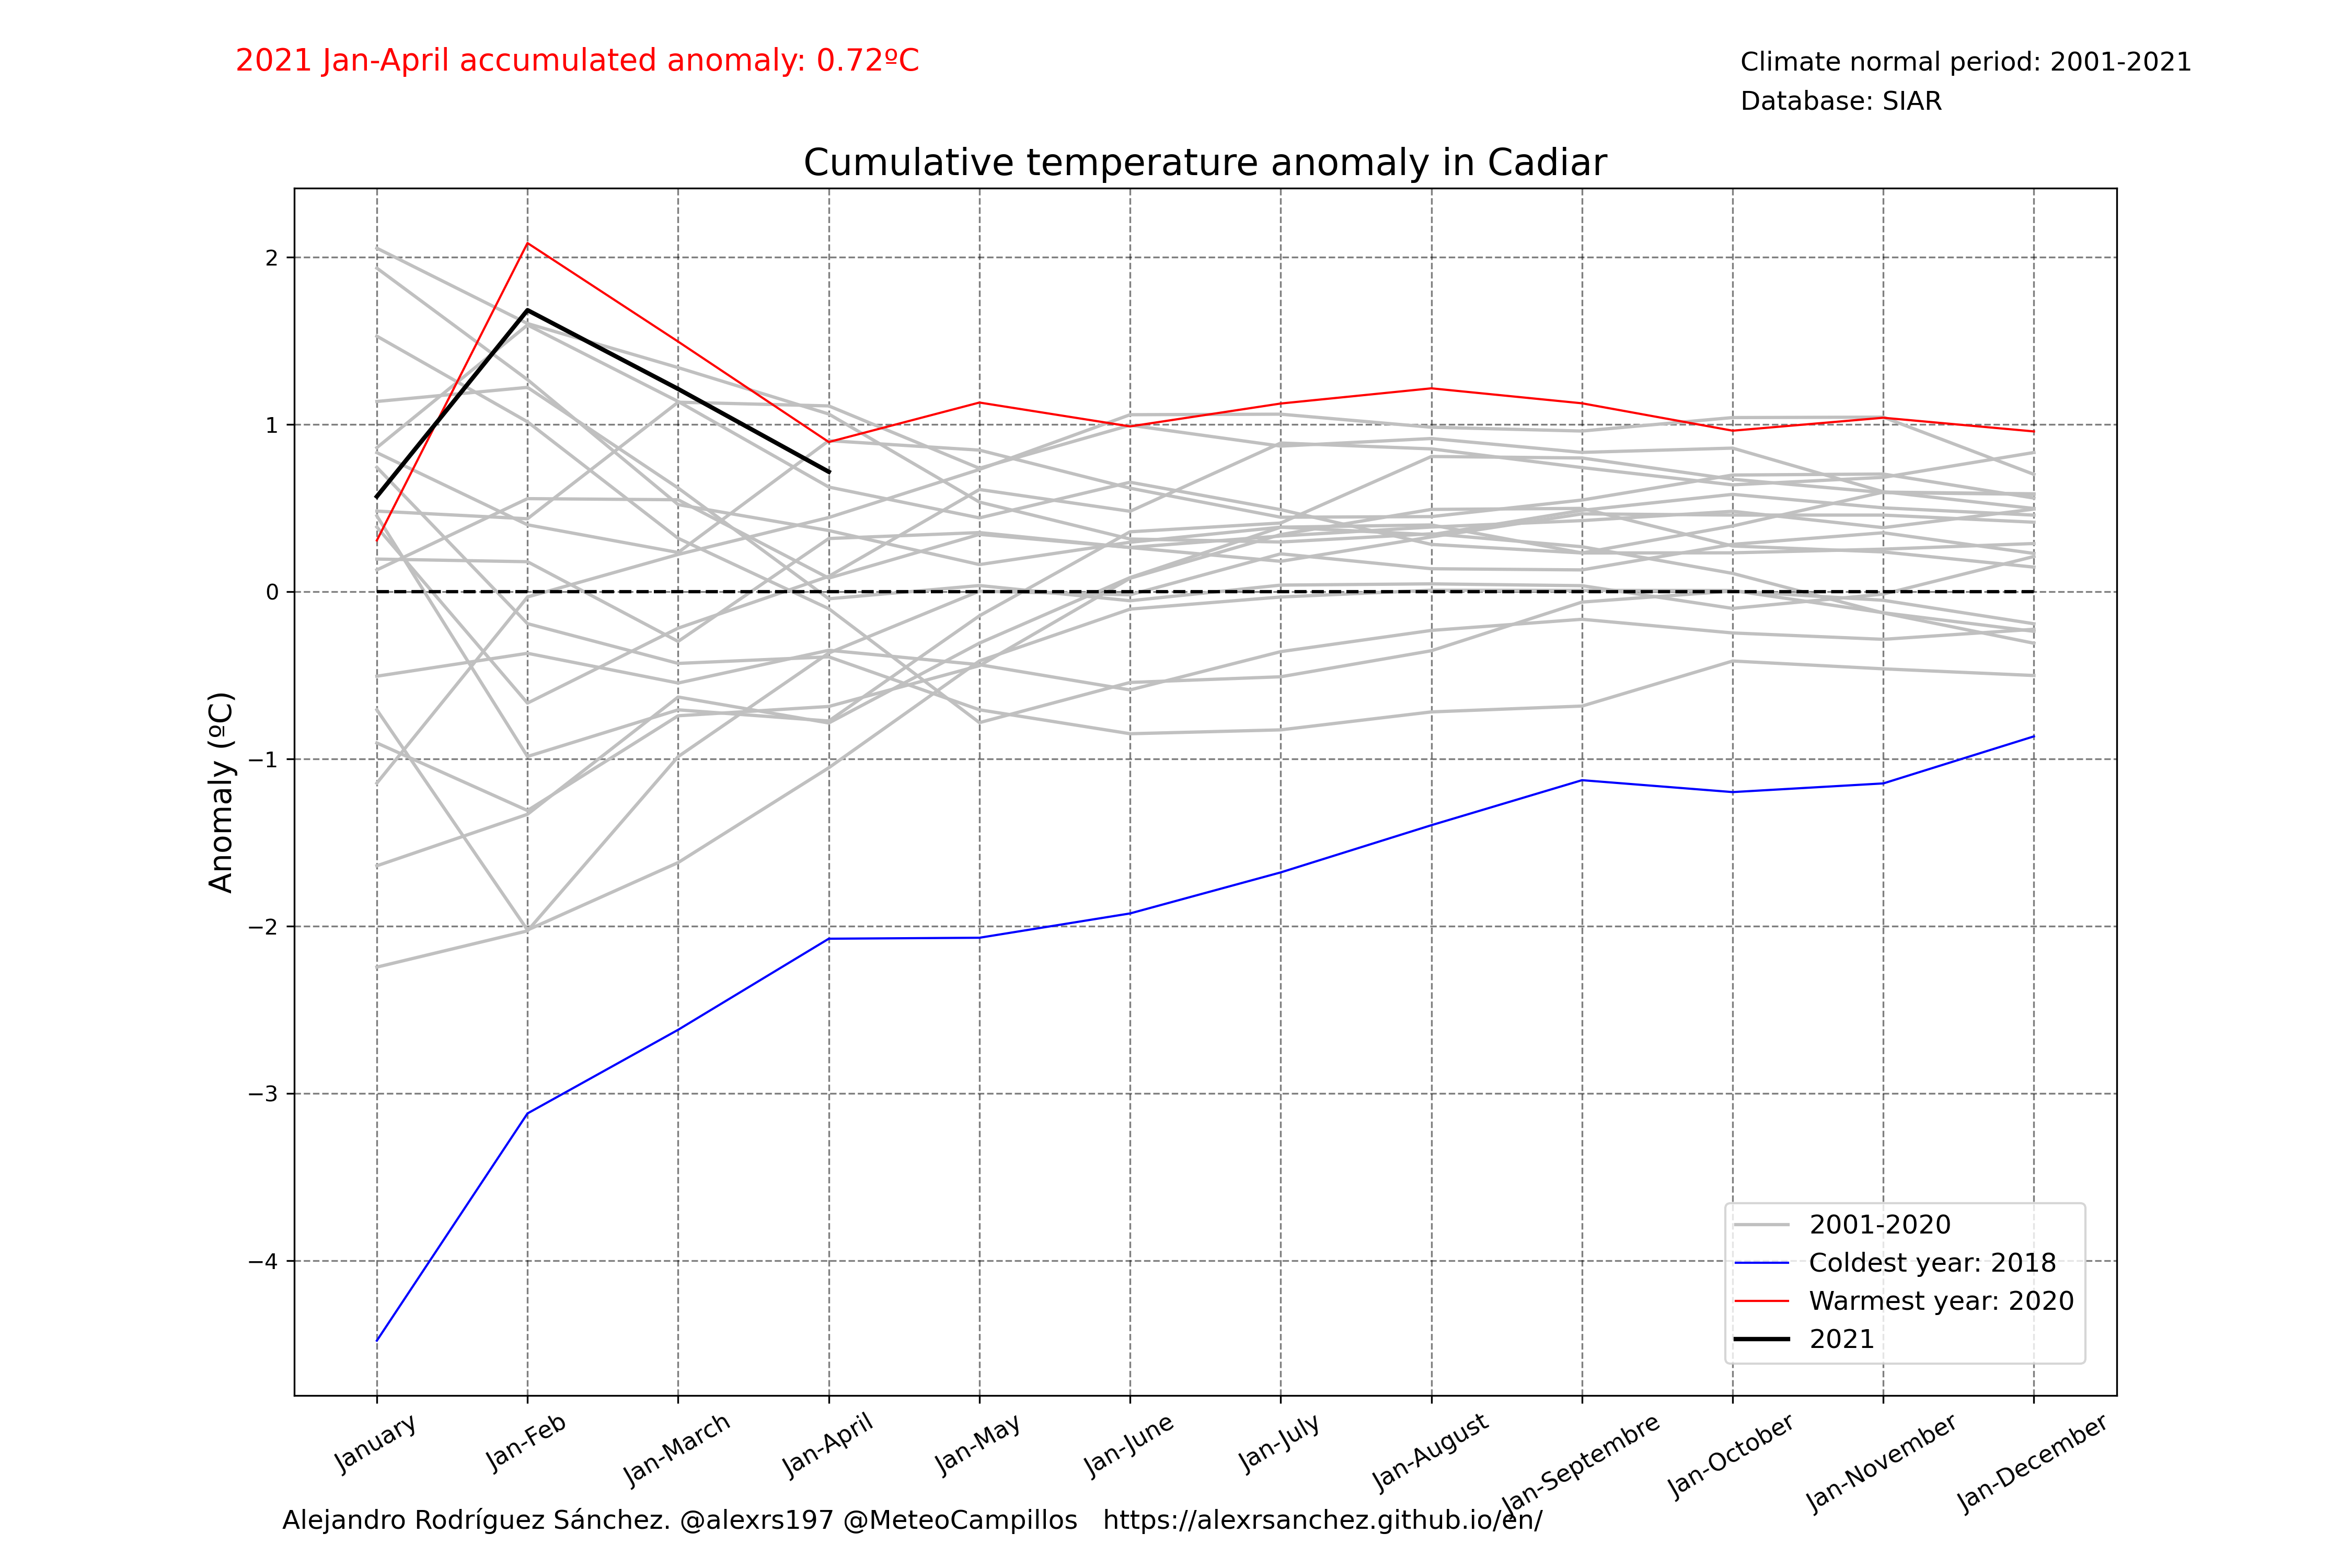 2021 Jan-April accumulated anomaly: 0.72ºC
Climate normal period: 2001-2021
Database: SIAR
Cumulative temperature anomaly in Cadiar
Anomaly (ºC)
2
1
0
−1
−2
−3
−4
2001-2020
Coldest year: 2018
Warmest year: 2020
2021
January
Jan-Feb
Jan-March
Jan-April
Jan-May
Jan-June
Jan-July
Jan-August
Jan-Septembre
Jan-October
Jan-November
Jan-December
Alejandro Rodríguez Sánchez. @alexrs197 @MeteoCampillos   https://alexrsanchez.github.io/en/